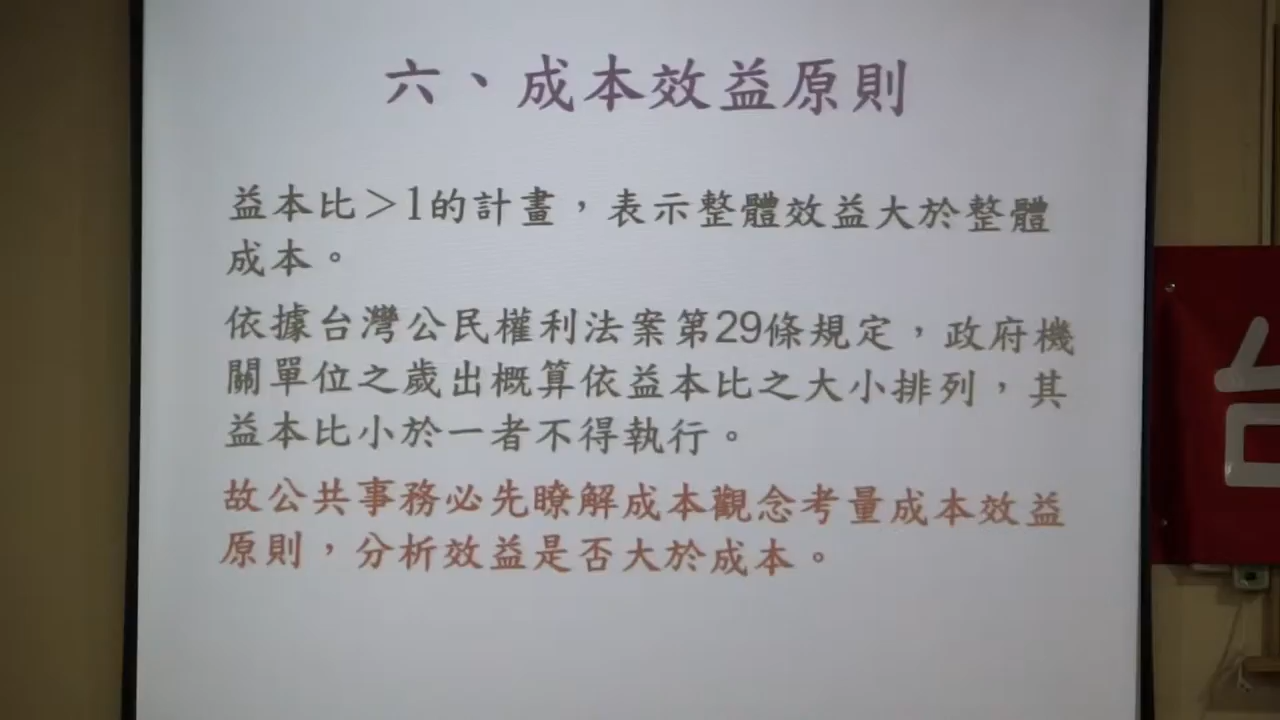 六、成本效益原則
益本比>1的計畫，表示整體效益大於整體
成本。
依據台灣公民權利法案第29條規定，政府機
關單位之歲出概算依益本比之大小排列，其
益本比小於一者不得執行。
故公共事務必先瞭解成本觀念考量成本效益
原則，分析效益是否大於成本。
台